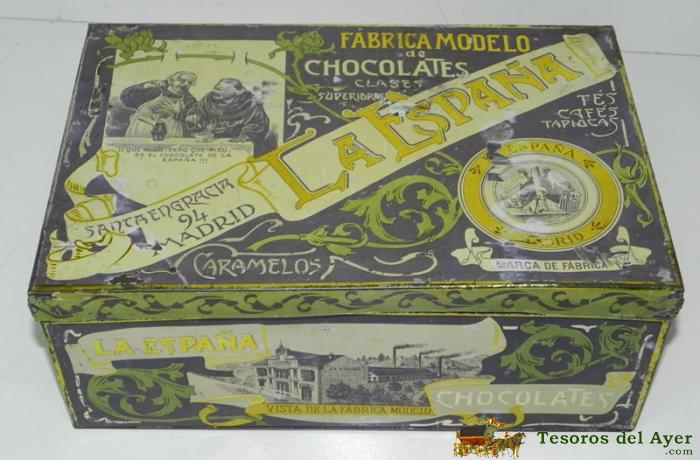 FÁBRICA MODELO
de
CHOCOLATES
CLASES
SUPERIORES
LA ESPAÑA
TÉS
CAFÉS
TAPIOCAS
¡¡QUE RICO, PERO QUE RICO,
ES EL CHOCOLATE DE LA
ESPAÑA!!!
SANTA ENGRACIA
94
MADRID
CARAMELOS
ESPAÑA
MADRID
MARCA DE FÁBRICA
LA ESPAÑA
VISTA DE LA FÁBRICA MODELO
CHOCOLATES
Tesoros del Ayer
.com